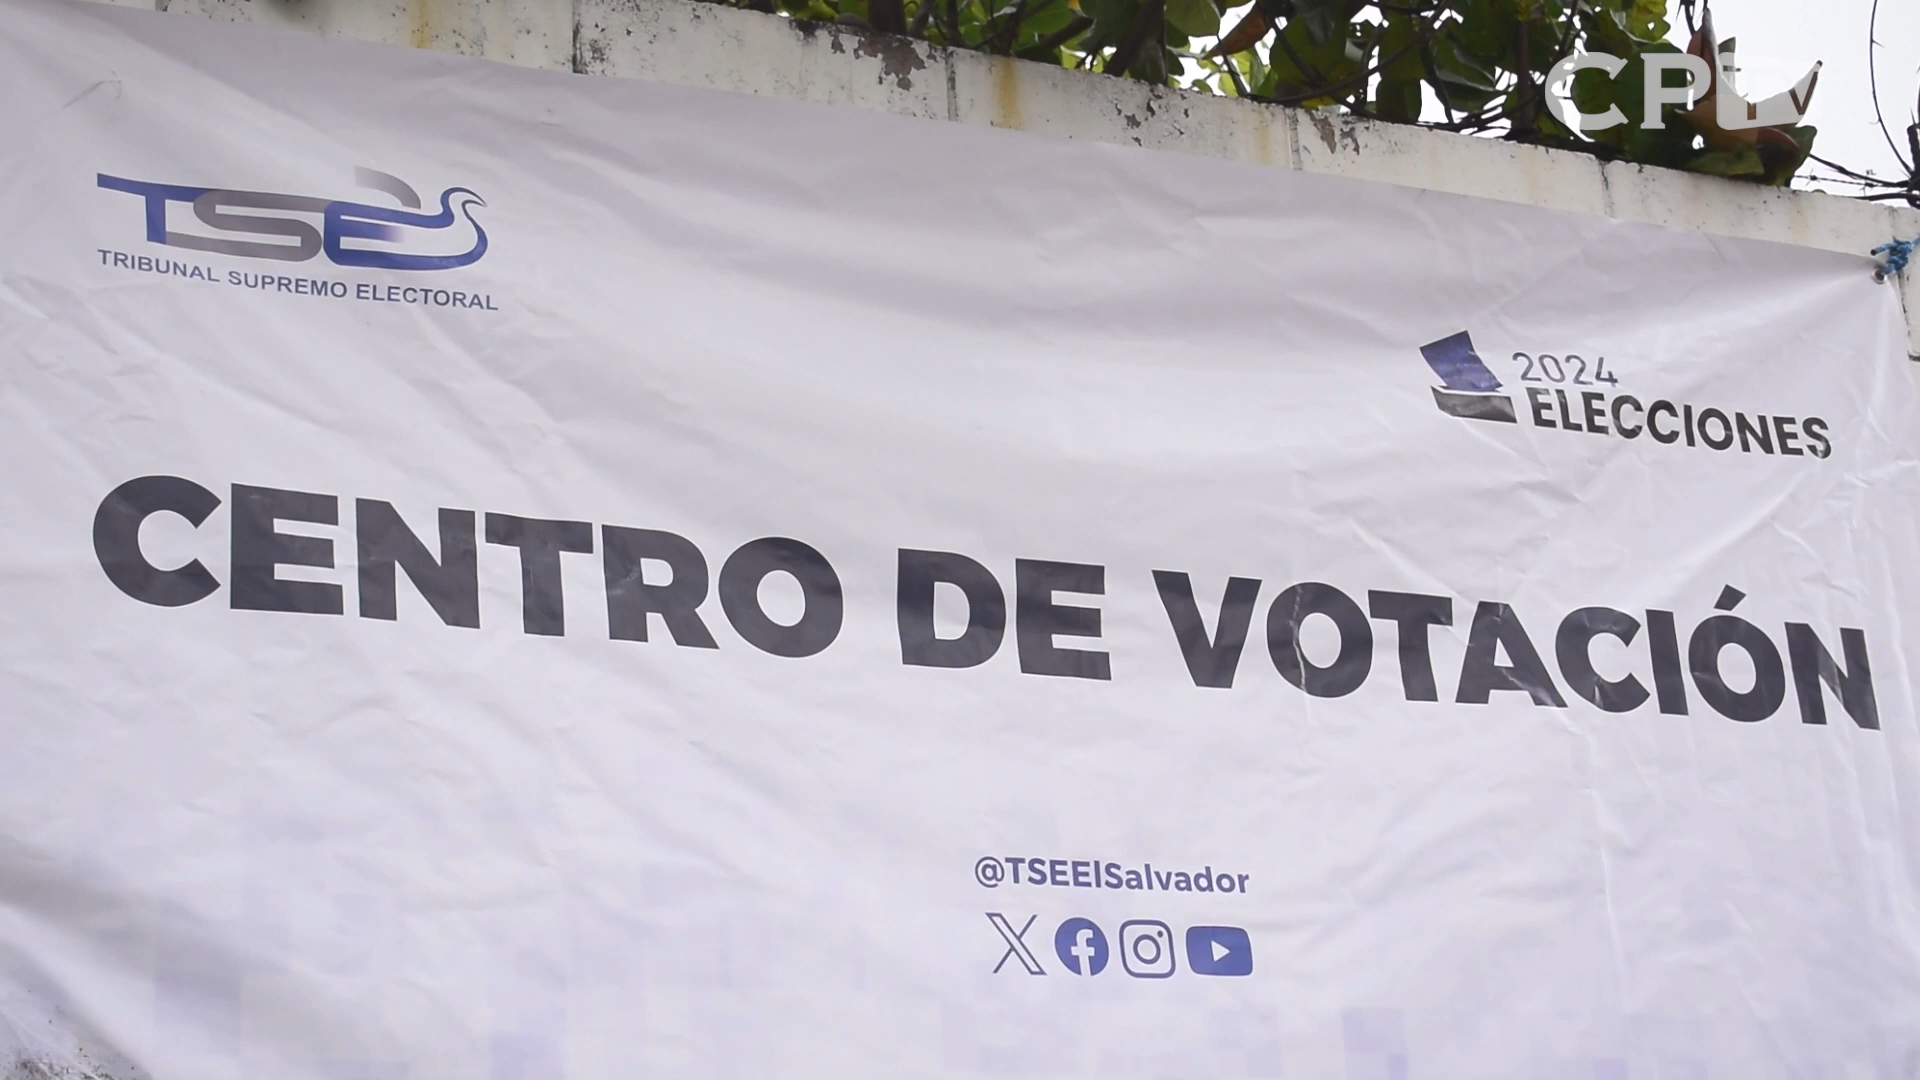 CPTV
TSE
TRIBUNAL SUPREMO ELECTORAL
2024
ELECCIONES
CENTRO DE VOTACIÓN
@TSEElSalvador